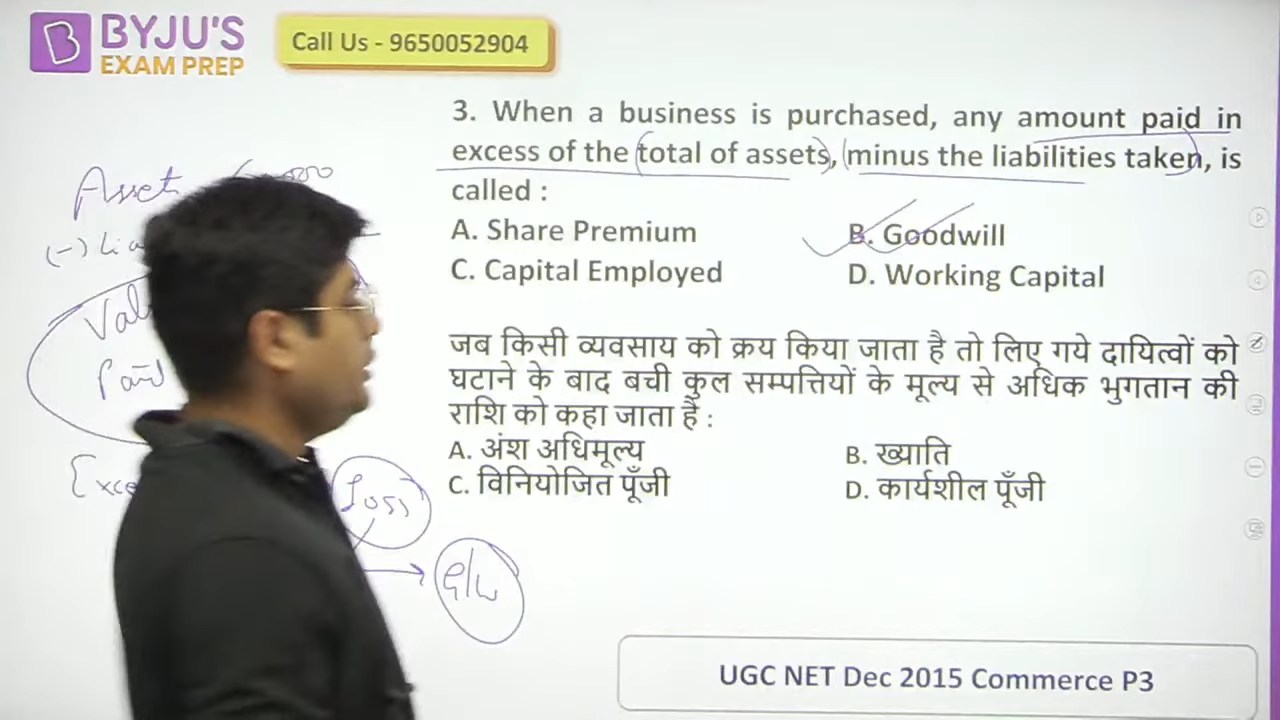 BYJU'S
EXAM PREP
Call Us - 9650052904
3. When a business is purchased, any amount paid in
excess of the total of assets, minus the liabilities taken, is
called :
A. Share Premium
B. Goodwill
C. Capital Employed
D. Working Capital
जब किसी व्यवसाय को क्रय किया जाता है तो लिए गये दायित्वों को
घटाने के बाद बची कुल सम्पत्तियों के मूल्य से अधिक भुगतान की
राशि को कहा जाता है :
A. अंश अधिमूल्य
B. ख्याति
C. विनियोजित पूँजी
D. कार्यशील पूँजी
Asset
(-)
Paid
Loss
G/w
UGC NET Dec 2015 Commerce P3